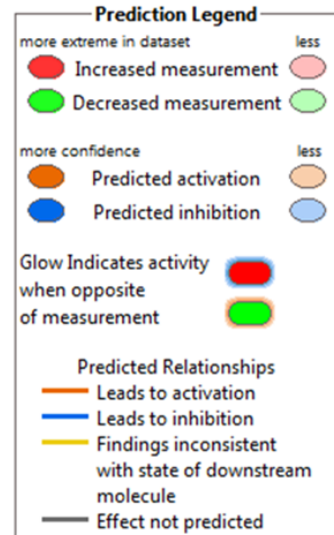 Prediction Legend
more extreme in dataset less
Increased measurement
Decreased measurement
more confidence less
Predicted activation
Predicted inhibition
Glow Indicates activity
when opposite
of measurement
Predicted Relationships
Leads to activation
Leads to inhibition
Findings inconsistent
with state of downstream
molecule
Effect not predicted